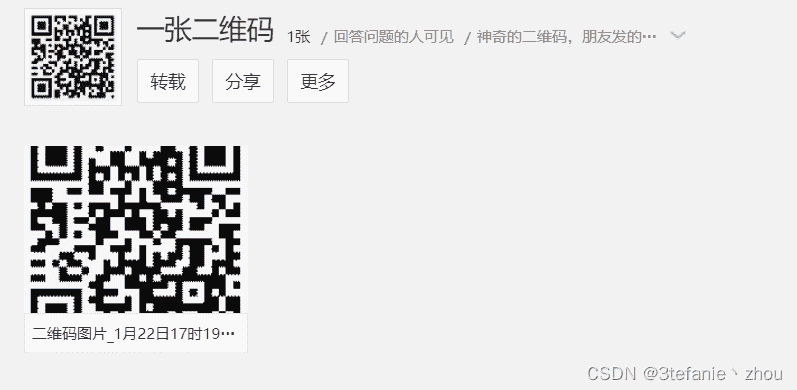 一张二维码 1张 / 回答问题的人可见 / 神奇的二维码，朋友发的…
转载 分享 更多
二维码图片_1月22日17时19…
CSDN @3tefanie丶zhou